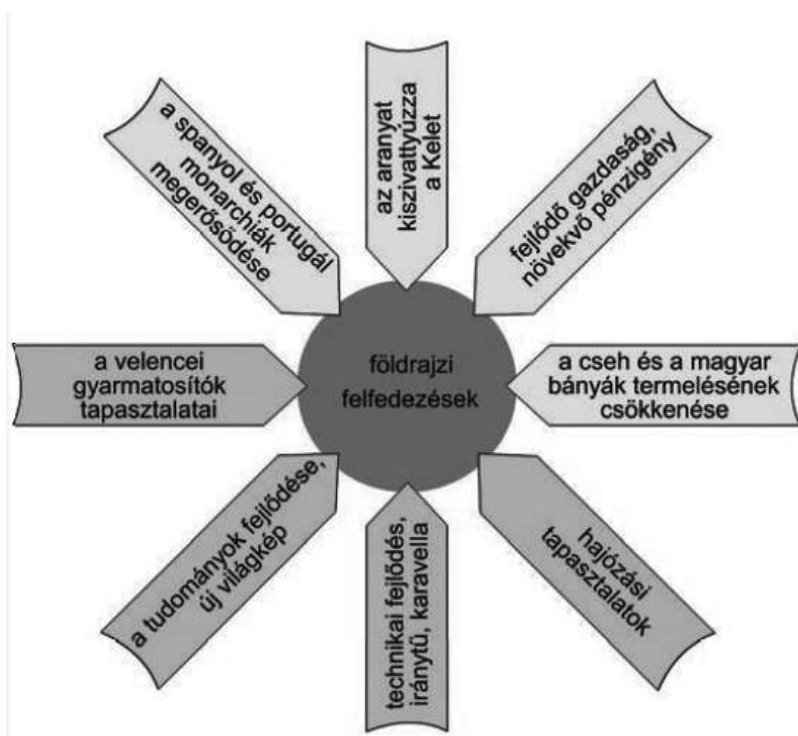 az aranyat
kiszivattyúzza
a Kelet
fejlődő gazdaság,
növekvő pénzigény
a cseh és a magyar
bányák termelésének
csökkenése
hajózási
tapasztalatok
technikai fejlődés,
iránytű, karavella
a tudományok fejlődése,
új világkép
a velencei
gyarmatosítók
tapasztalatai
a spanyol és portugál
monarchiák
megerősödése
földrajzi
felfedezések